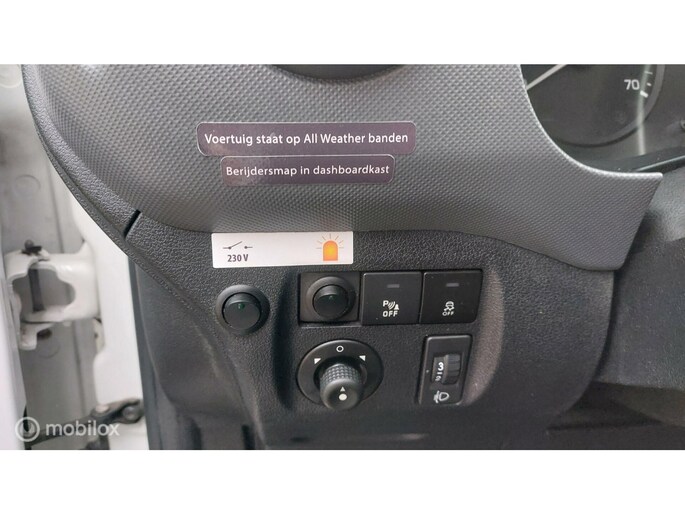 70
Voertuig staat op All Weather banden
Berijdersmap in dashboardkast
230 V
P
OFF
OFF
3
mobilox